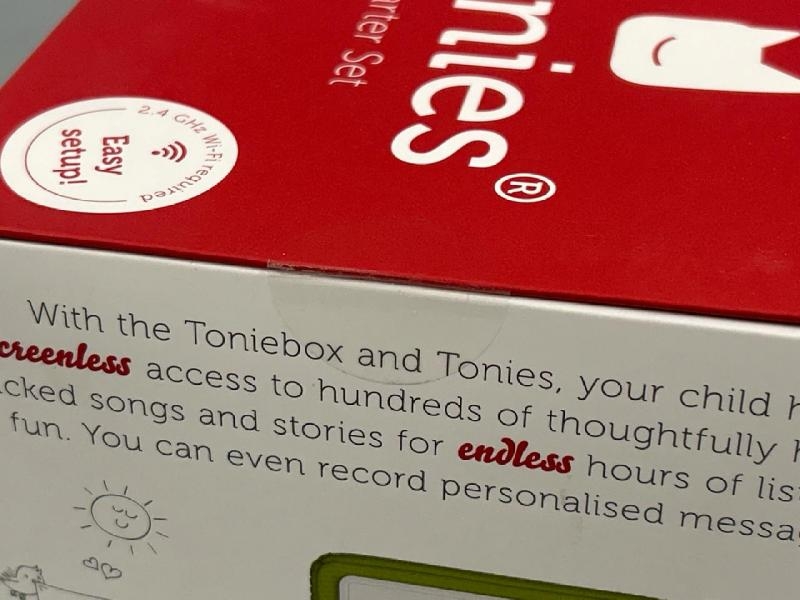 nies®
arter Set
2.4 GHz Wi-Fi required
Easy
setup!
With the Toniebox and Tonies, your child h
creenless access to hundreds of thoughtfully h
cked songs and stories for endless hours of lis
fun. You can even record personalised messa